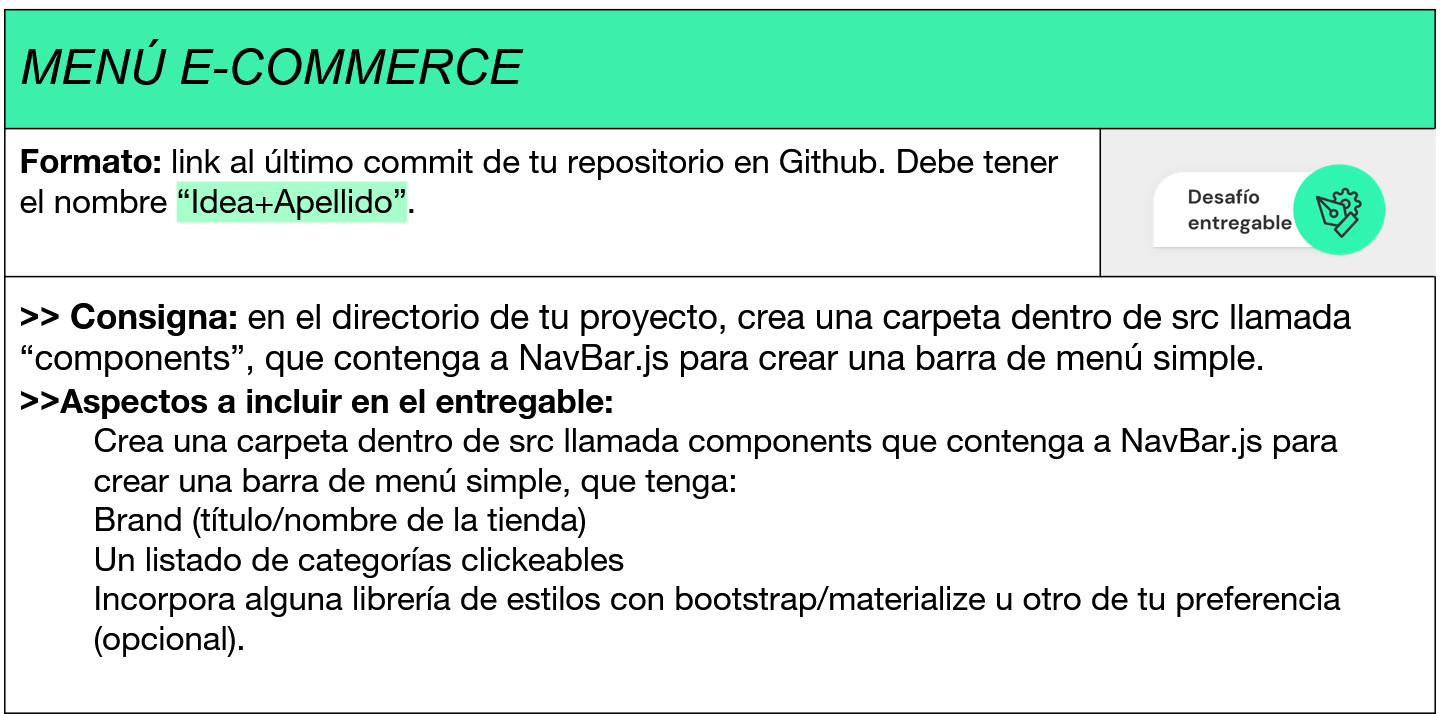 MENÚ E-COMMERCE
Formato: link al último commit de tu repositorio en Github. Debe tener
el nombre “Idea+Apellido”.
Desafío
entregable
>> Consigna: en el directorio de tu proyecto, crea una carpeta dentro de src llamada
“components”, que contenga a NavBar.js para crear una barra de menú simple.
>>Aspectos a incluir en el entregable:
Crea una carpeta dentro de src llamada components que contenga a NavBar.js para
crear una barra de menú simple, que tenga:
Brand (título/nombre de la tienda)
Un listado de categorías clickeables
Incorpora alguna librería de estilos con bootstrap/materialize u otro de tu preferencia
(opcional).